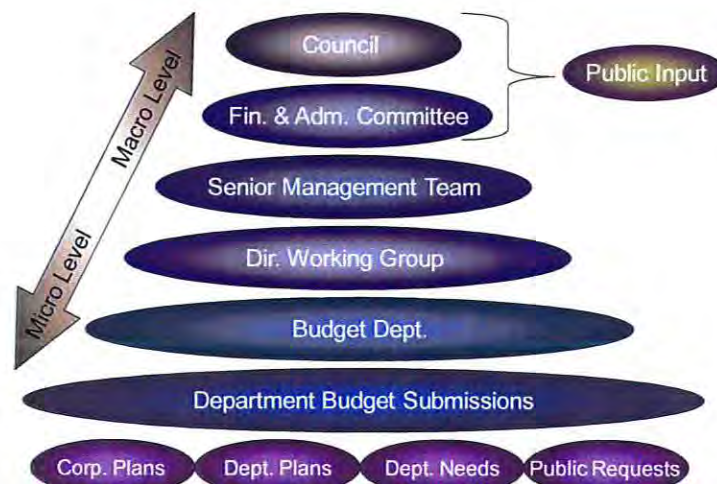 Council
Public Input
Fin. & Adm. Committee
Macro Level
Senior Management Team
Dir. Working Group
Micro Level
Budget Dept.
Department Budget Submissions
Corp. Plans
Dept. Plans
Dept. Needs
Public Requests